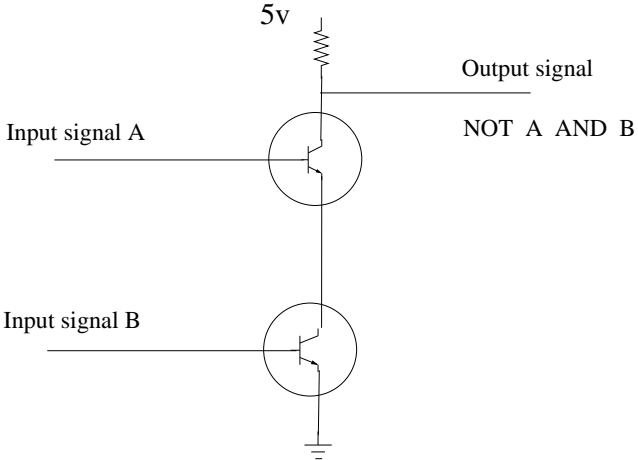 5v
Output signal
Input signal A
NOT A AND B
Input signal B